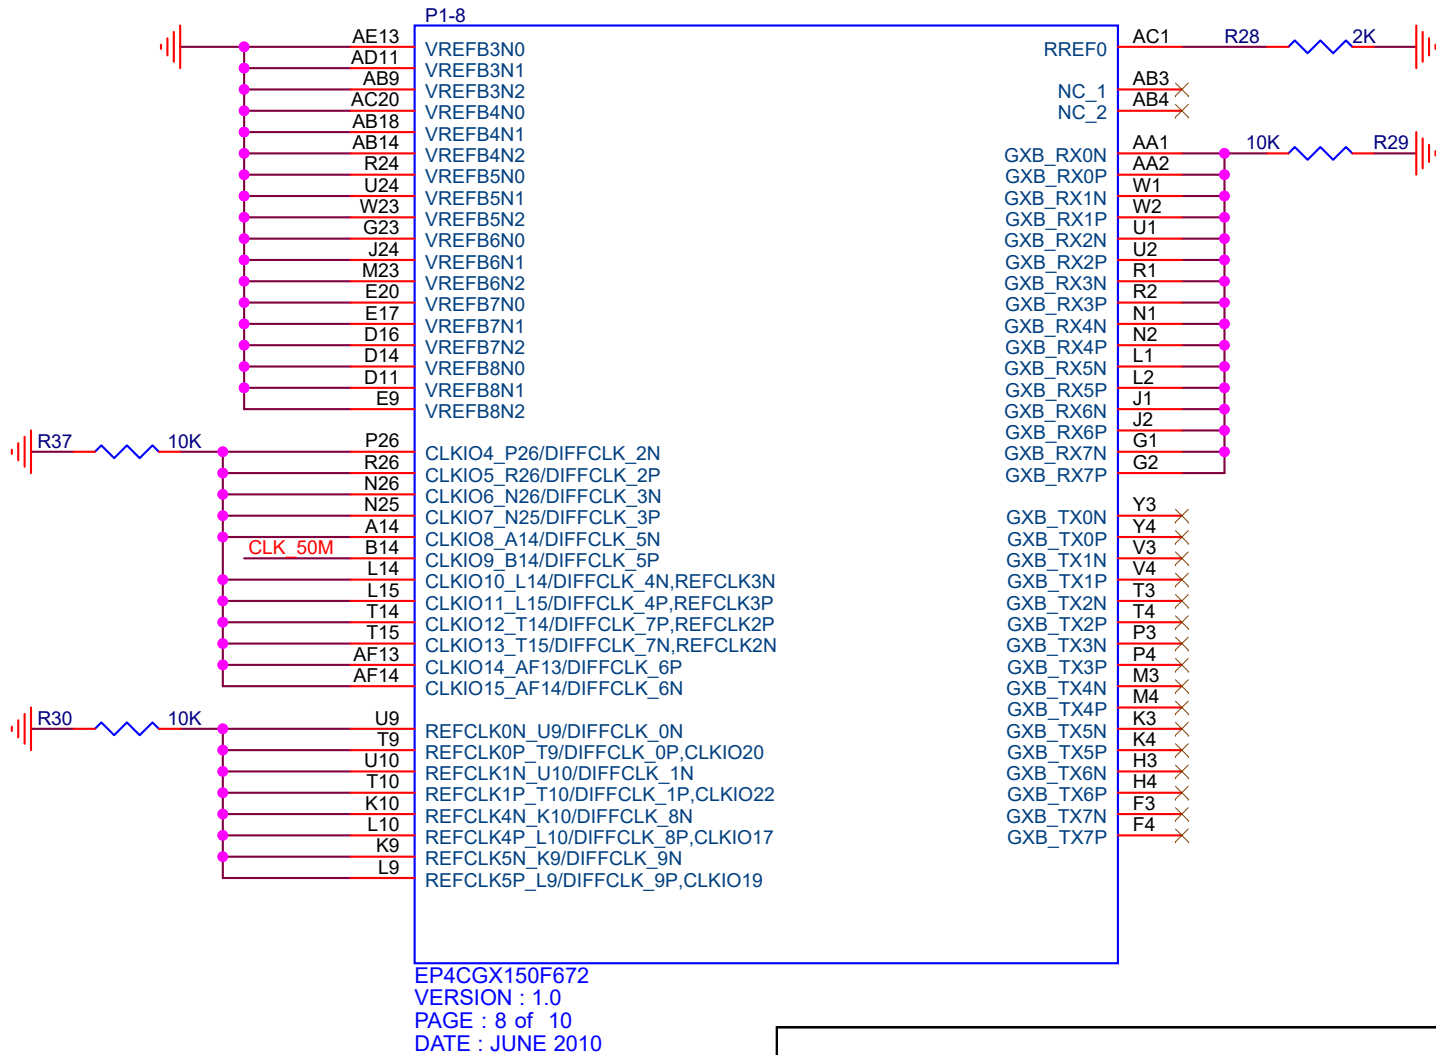 P1-8
AE13 VREFB3N0
AD11 VREFB3N1
AB9 VREFB3N2
AC20 VREFB4N0
AB18 VREFB4N1
AB14 VREFB4N2
R24 VREFB5N0
U24 VREFB5N1
W23 VREFB5N2
G23 VREFB6N0
J24 VREFB6N1
M23 VREFB6N2
E20 VREFB7N0
E17 VREFB7N1
D16 VREFB7N2
D14 VREFB8N0
D11 VREFB8N1
E9 VREFB8N2
R37 10K P26 CLKIO4_P26/DIFFCLK_2N
R26 CLKIO5_R26/DIFFCLK_2P
N26 CLKIO6_N26/DIFFCLK_3N
N25 CLKIO7_N25/DIFFCLK_3P
A14 CLKIO8_A14/DIFFCLK_5N
CLK_50M B14 CLKIO9_B14/DIFFCLK_5P
L14 CLKIO10_L14/DIFFCLK_4N,REFCLK3N
L15 CLKIO11_L15/DIFFCLK_4P,REFCLK3P
T14 CLKIO12_T14/DIFFCLK_7P,REFCLK2P
T15 CLKIO13_T15/DIFFCLK_7N,REFCLK2N
AF13 CLKIO14_AF13/DIFFCLK_6P
AF14 CLKIO15_AF14/DIFFCLK_6N
R30 10K U9 REFCLK0N_U9/DIFFCLK_0N
T9 REFCLK0P_T9/DIFFCLK_0P,CLKIO20
U10 REFCLK1N_U10/DIFFCLK_1N
T10 REFCLK1P_T10/DIFFCLK_1P,CLKIO22
K10 REFCLK4N_K10/DIFFCLK_8N
L10 REFCLK4P_L10/DIFFCLK_8P,CLKIO17
K9 REFCLK5N_K9/DIFFCLK_9N
L9 REFCLK5P_L9/DIFFCLK_9P,CLKIO19
RREF0 AC1 R28 2K
NC_1 AB3
NC_2 AB4
GXB_RX0N AA1 10K R29
GXB_RX0P AA2
GXB_RX1N W1
GXB_RX1P W2
GXB_RX2N U1
GXB_RX2P U2
GXB_RX3N R1
GXB_RX3P R2
GXB_RX4N N1
GXB_RX4P N2
GXB_RX5N L1
GXB_RX5P L2
GXB_RX6N J1
GXB_RX6P J2
GXB_RX7N G1
GXB_RX7P G2
GXB_TX0N Y3
GXB_TX0P Y4
GXB_TX1N V3
GXB_TX1P V4
GXB_TX2N T3
GXB_TX2P T4
GXB_TX3N P3
GXB_TX3P P4
GXB_TX4N M3
GXB_TX4P M4
GXB_TX5N K3
GXB_TX5P K4
GXB_TX6N H3
GXB_TX6P H4
GXB_TX7N F3
GXB_TX7P F4
EP4CGX150F672
VERSION : 1.0
PAGE : 8 of 10
DATE : JUNE 2010